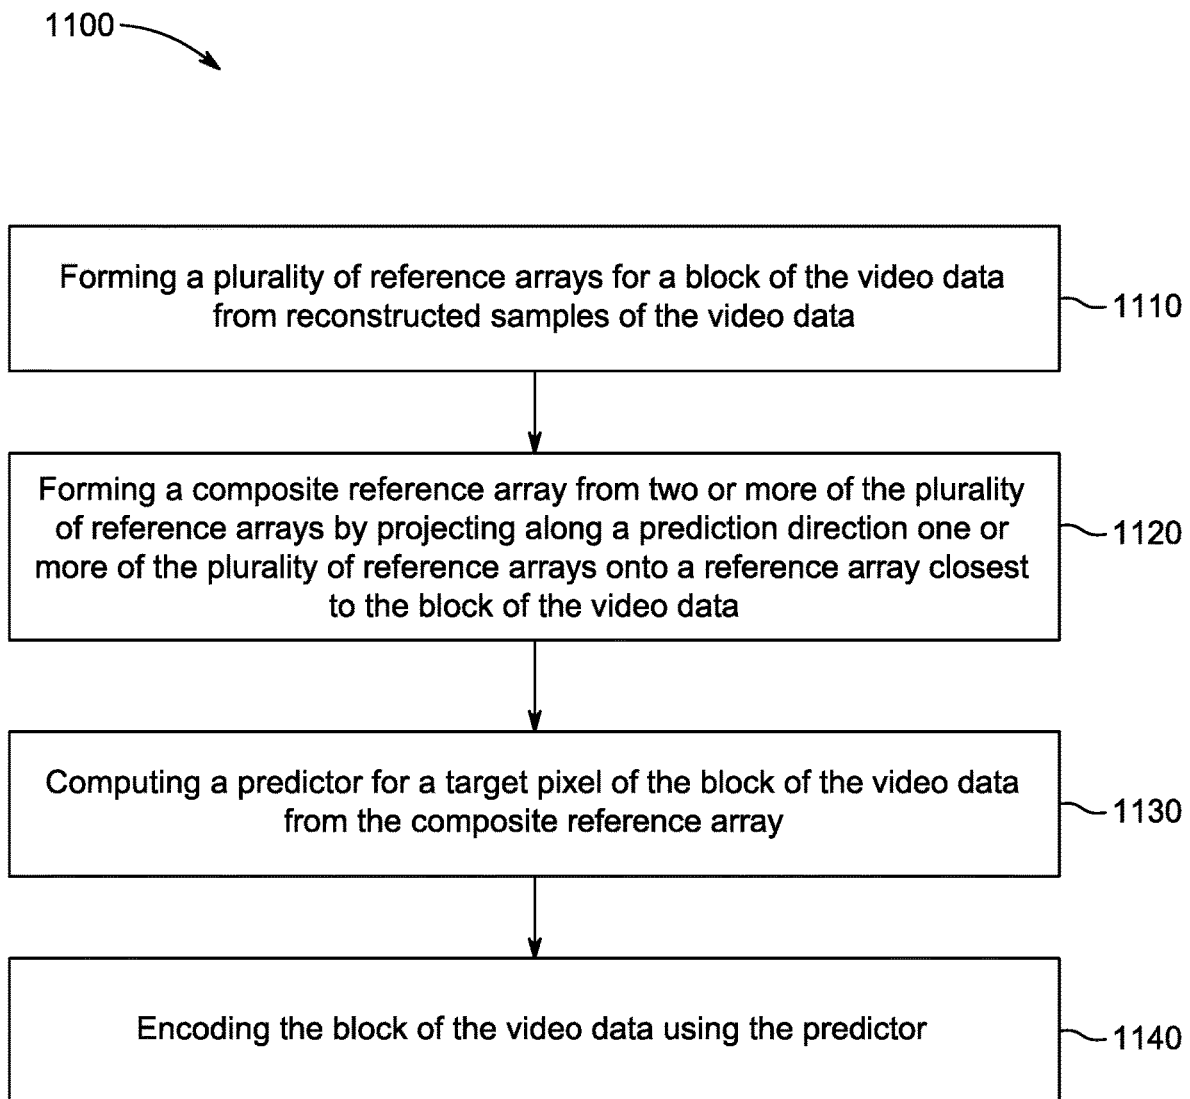 1100
Forming a plurality of reference arrays for a block of the video data
from reconstructed samples of the video data
1110
Forming a composite reference array from two or more of the plurality
of reference arrays by projecting along a prediction direction one or
more of the plurality of reference arrays onto a reference array closest
to the block of the video data
1120
Computing a predictor for a target pixel of the block of the video data
from the composite reference array
1130
Encoding the block of the video data using the predictor
1140